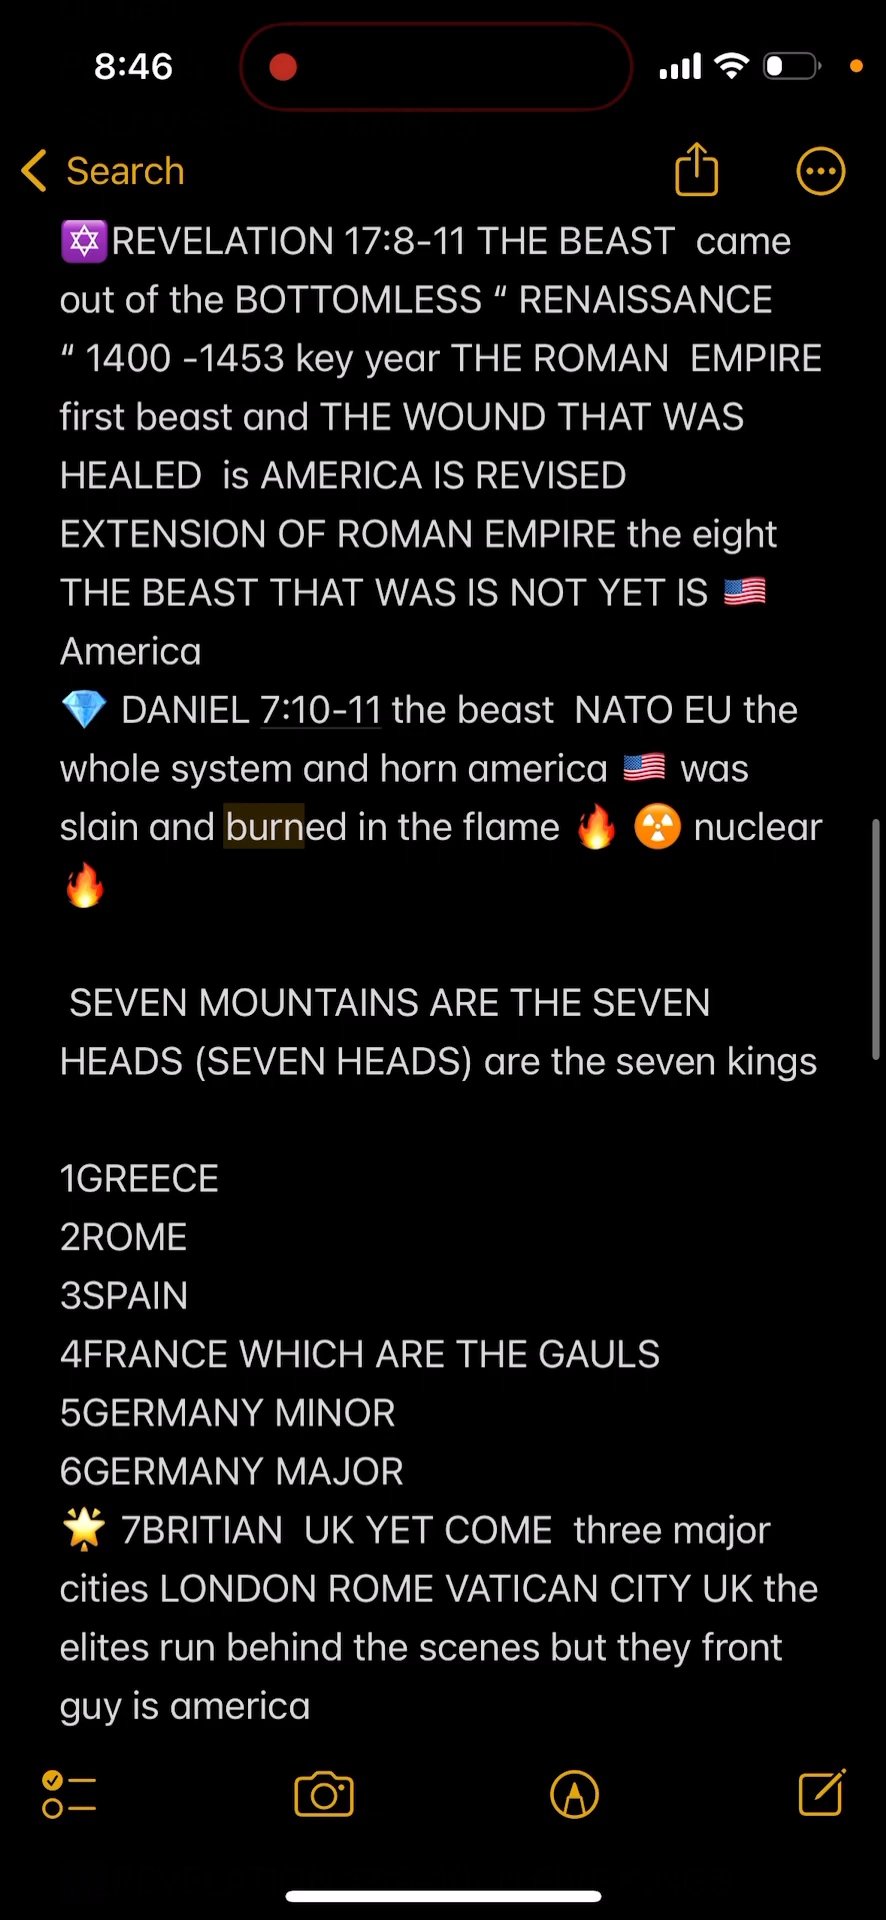 8:46
Search
✡️REVELATION 17:8-11 THE BEAST came
out of the BOTTOMLESS “ RENAISSANCE
“ 1400 -1453 key year THE ROMAN EMPIRE
first beast and THE WOUND THAT WAS
HEALED is AMERICA IS REVISED
EXTENSION OF ROMAN EMPIRE the eight
THE BEAST THAT WAS IS NOT YET IS 🇺🇸
America
💎 DANIEL 7:10-11 the beast NATO EU the
whole system and horn america 🇺🇸 was
slain and burned in the flame 🔥 ☢️ nuclear
🔥
SEVEN MOUNTAINS ARE THE SEVEN
HEADS (SEVEN HEADS) are the seven kings
1GREECE
2ROME
3SPAIN
4FRANCE WHICH ARE THE GAULS
5GERMANY MINOR
6GERMANY MAJOR
🌟 7BRITIAN UK YET COME three major
cities LONDON ROME VATICAN CITY UK the
elites run behind the scenes but they front
guy is america